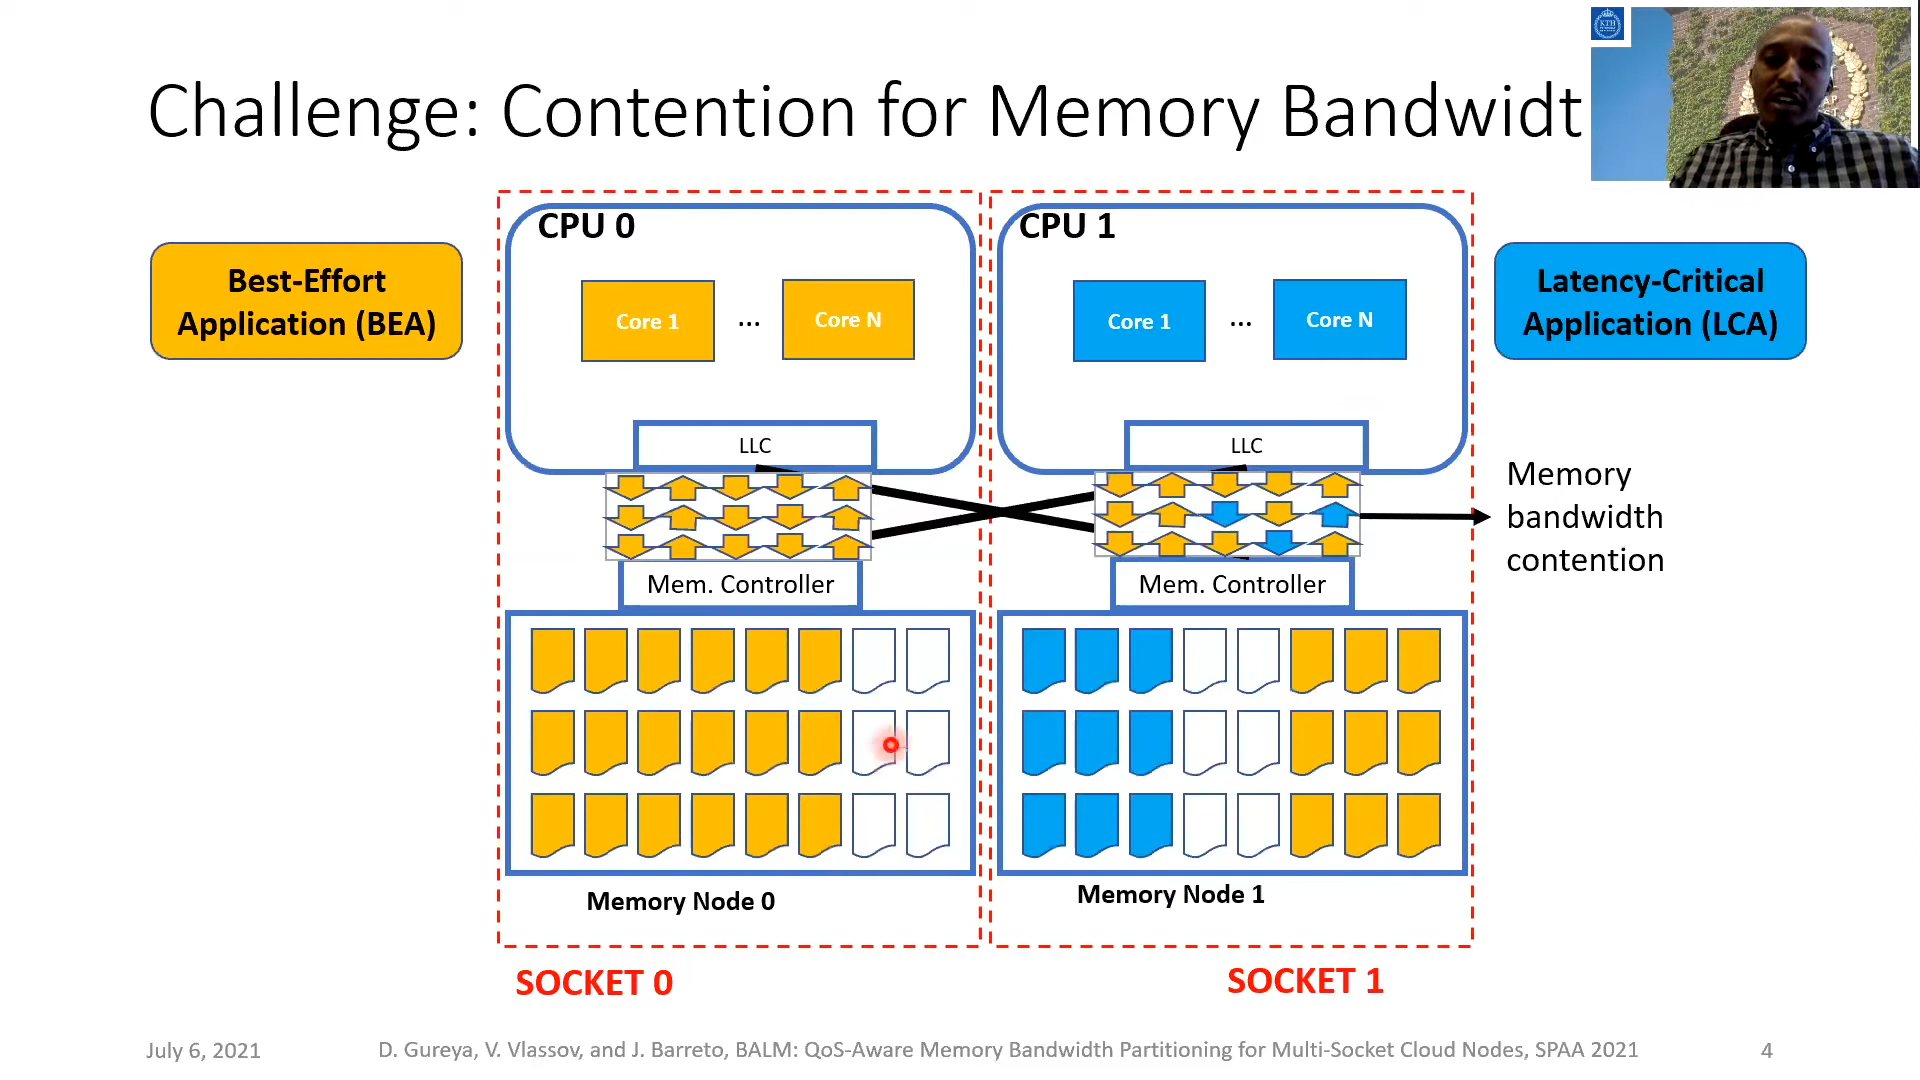 Challenge: Contention for Memory Bandwidt
CPU 0
CPU 1
Best-Effort
Application (BEA)
Core 1
...
Core N
Core 1
...
Core N
Latency-Critical
Application (LCA)
LLC
LLC
Memory
bandwidth
contention
Mem. Controller
Mem. Controller
Memory Node 0
Memory Node 1
SOCKET 0
SOCKET 1
July 6, 2021
D. Gureya, V. Vlassov, and J. Barreto, BALM: QoS-Aware Memory Bandwidth Partitioning for Multi-Socket Cloud Nodes, SPAA 2021
4
KTH